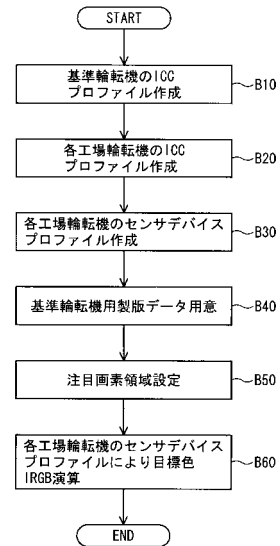 START
基準輪転機のICC
プロファイル作成
B10
各工場輪転機のICC
プロファイル作成
B20
各工場輪転機のセンサデバイス
プロファイル作成
B30
基準輪転機用製版データ用意
B40
注目画素領域設定
B50
各工場輪転機のセンサデバイス
プロファイルにより目標色
IRGB演算
B60
END